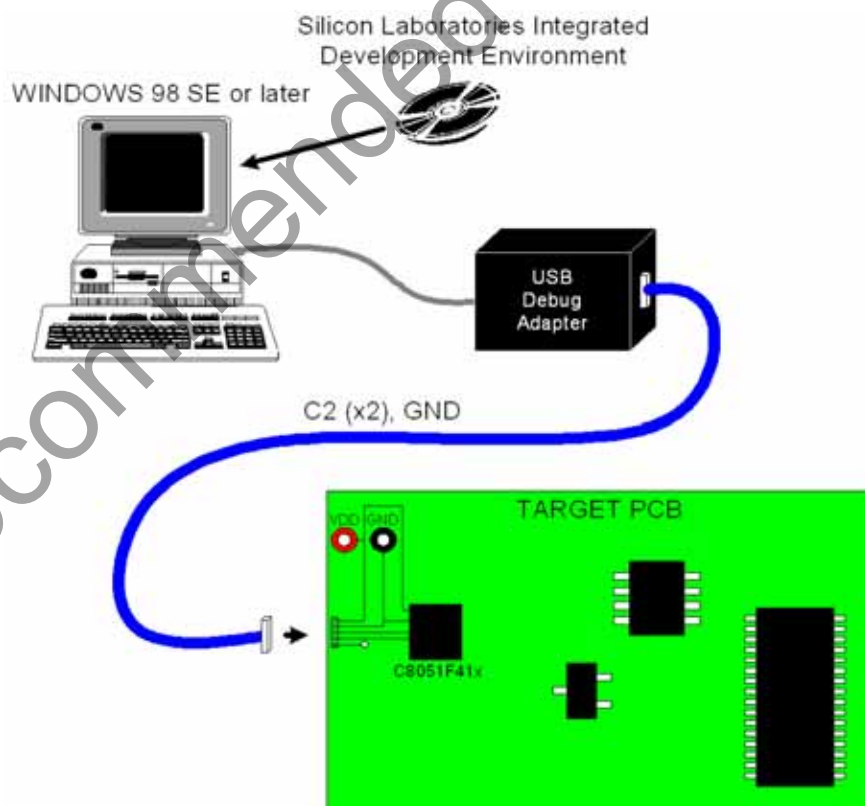 Silicon Laboratories Integrated
Development Environment
WINDOWS 98 SE or later
USB
Debug
Adapter
C2 (x2), GND
TARGET PCB
VDD GND
C8051F41x
commended